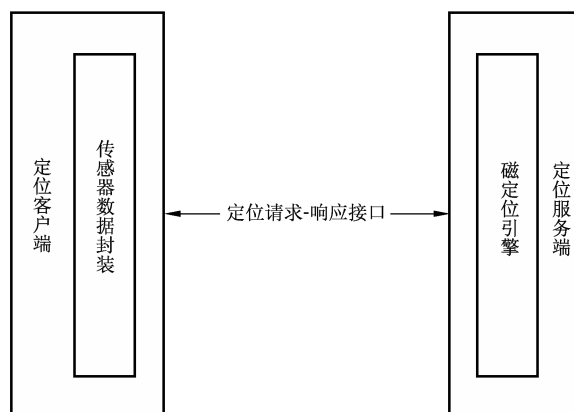 定位客户端
传感器数据封装
定位请求-响应接口
磁定位引擎
定位服务端